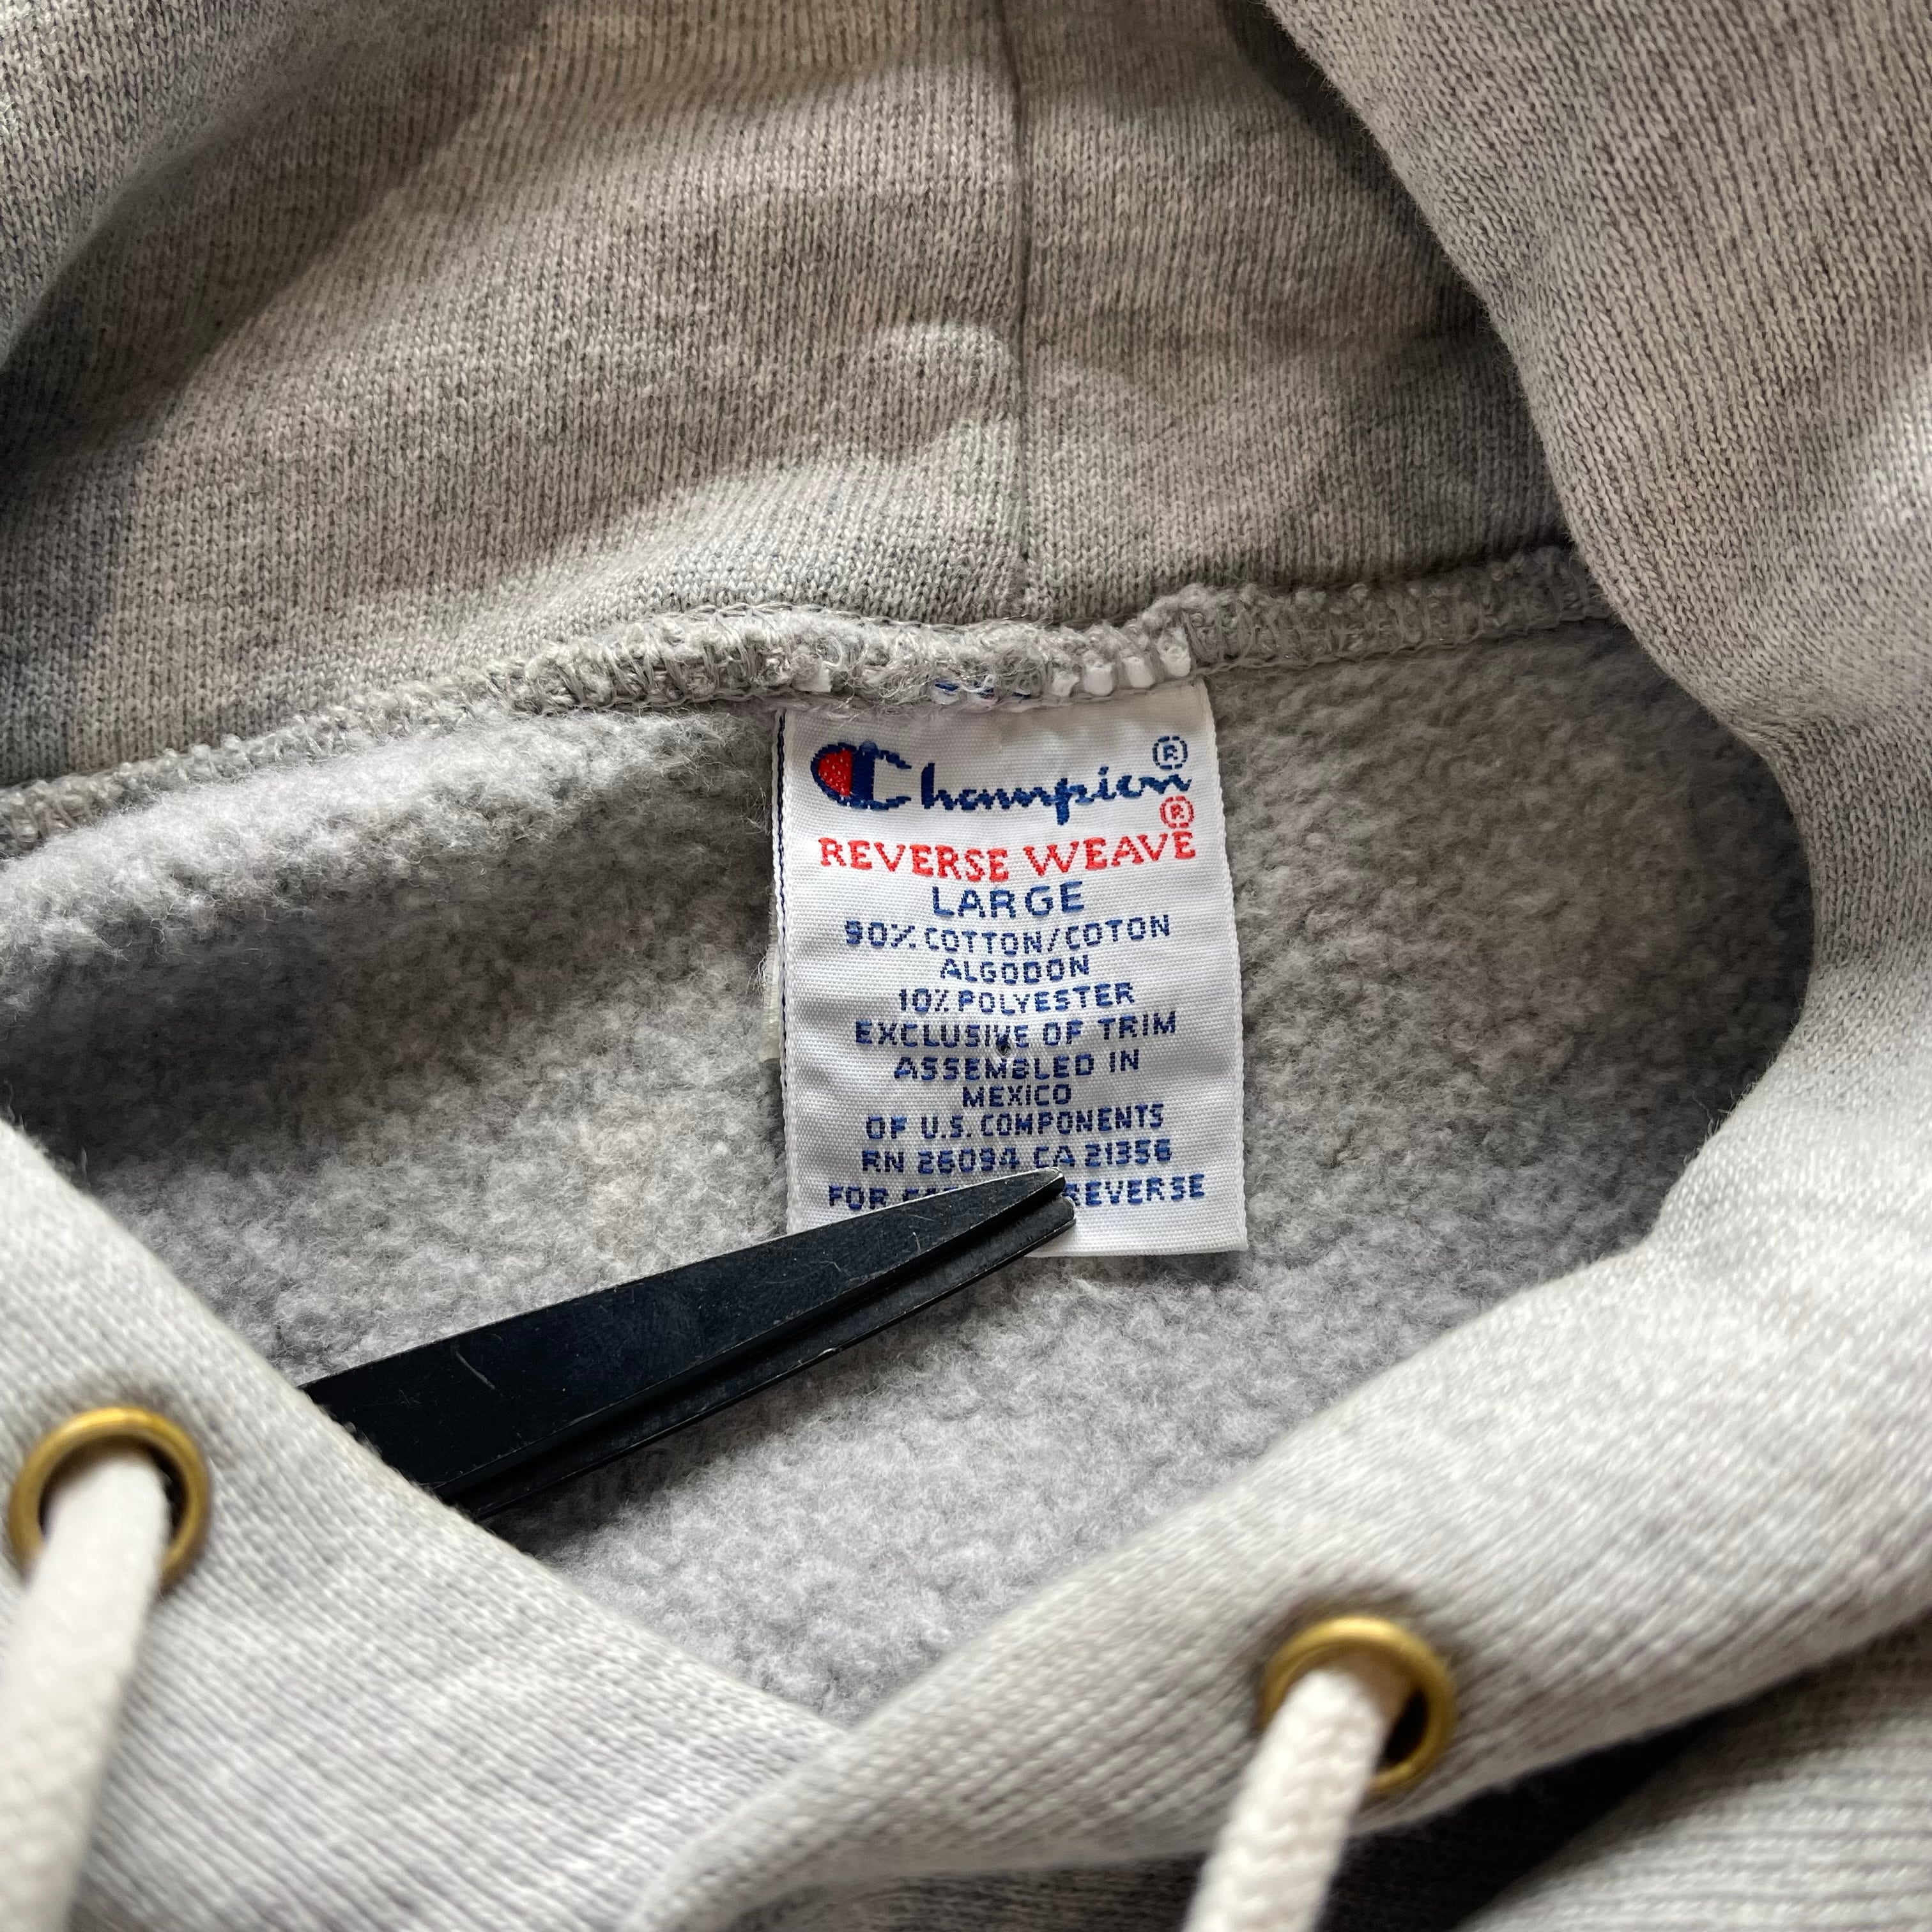 Champion®
REVERSE WEAVE®
LARGE
90% COTTON/COTON
ALGODON
10% POLYESTER
EXCLUSIVE OF TRIM
ASSEMBLED IN
MEXICO
OF U.S. COMPONENTS
RN 26094 CA 21356
FOR REVERSE